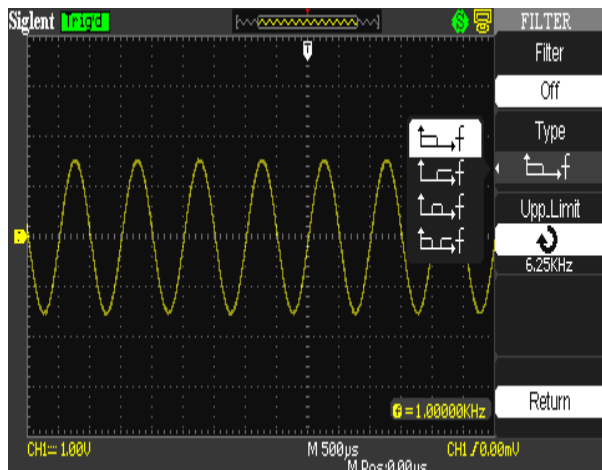 Siglent Trig'd
T
S
FILTER
Filter
Off
Type
f
f
f
f
f
Upp.Limit
6.25KHz
f=1.00000KHz
Return
CH1 1.00V
M 500µs
CH1 /0.00mV
M Pos:0.00µs